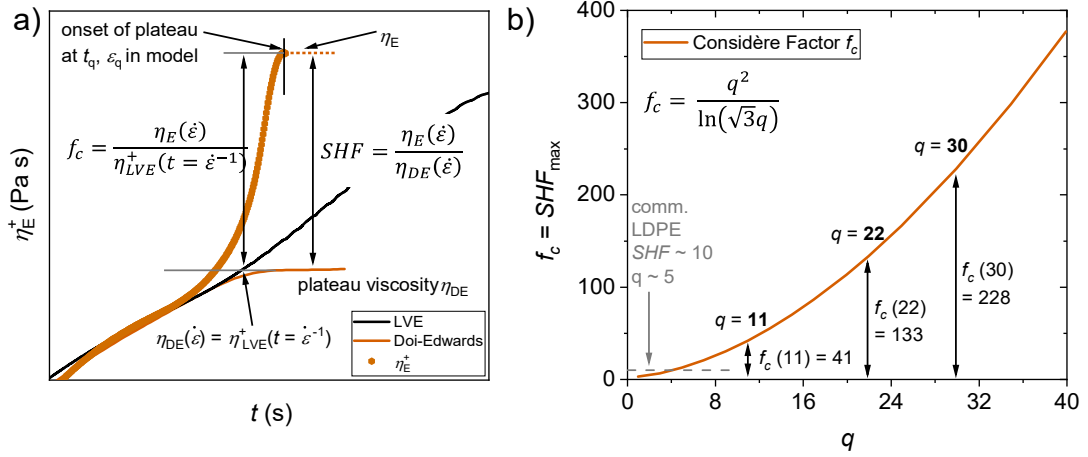 a)
onset of plateau
at t_q, ε_q in model
η_E
f_c = η_E(ε̇) / η⁺_LVE(t = ε̇⁻¹)
SHF = η_E(ε̇) / η_DE(ε̇)
plateau viscosity η_DE
η_DE(ε̇) = η⁺_LVE(t = ε̇⁻¹)
LVE
Doi-Edwards
η⁺_E
η⁺_E (Pa s)
t (s)
b)
400
300
200
100
0
f_c = SHF_max
Considère Factor f_c
f_c = q² / ln(√3q)
q = 30
q = 22
q = 11
comm.
LDPE
SHF ~ 10
q ~ 5
f_c (30)
= 228
f_c (22)
= 133
f_c (11) = 41
0 8 16 24 32 40
q